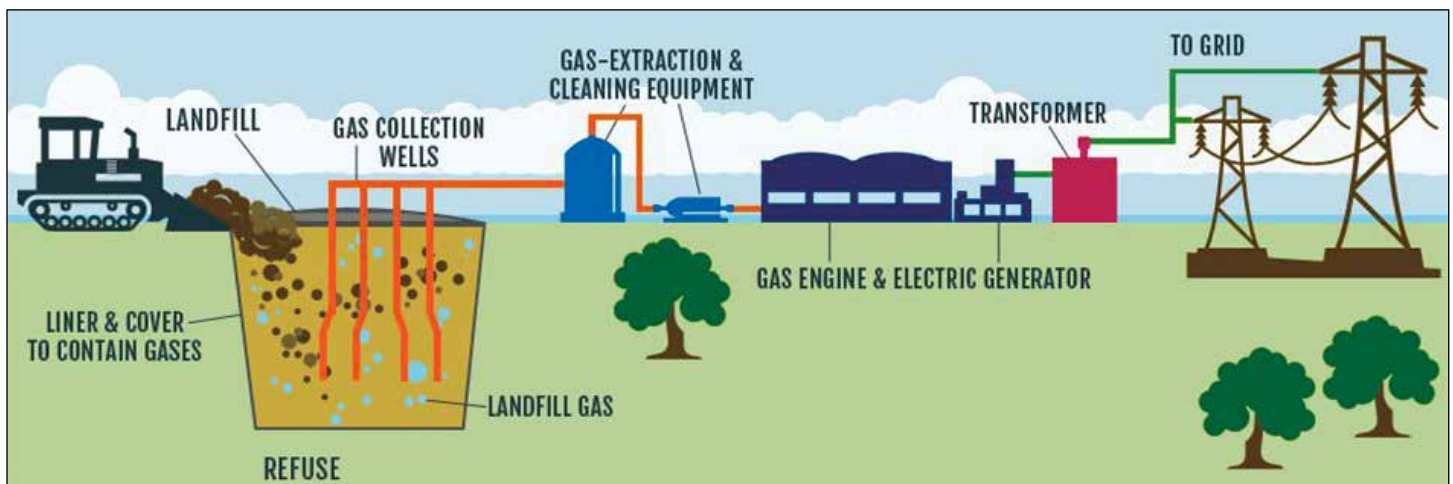 LANDFILL
GAS COLLECTION
WELLS
GAS-EXTRACTION &
CLEANING EQUIPMENT
TRANSFORMER
TO GRID
GAS ENGINE & ELECTRIC GENERATOR
LINER & COVER
TO CONTAIN GASES
LANDFILL GAS
REFUSE